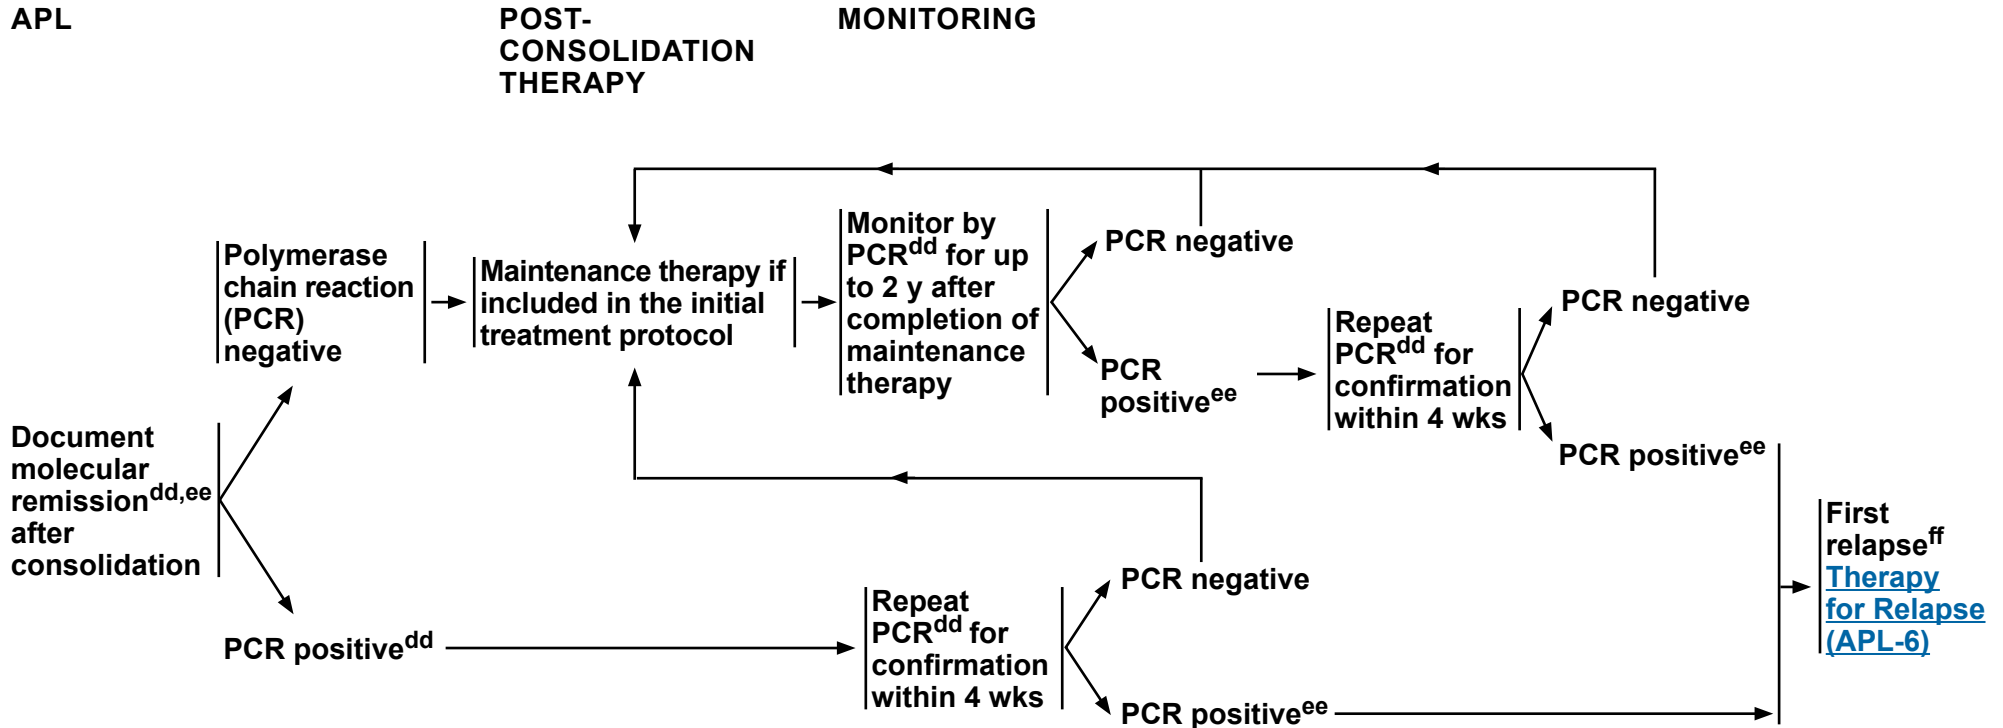 APL
POST-
CONSOLIDATION
THERAPY
MONITORING
Document
molecular
remissiondd,ee
after
consolidation
Polymerase
chain reaction
(PCR)
negative
PCR positivedd
Maintenance therapy if
included in the initial
treatment protocol
Monitor by
PCRdd for up
to 2 y after
completion of
maintenance
therapy
PCR negative
PCR
positiveee
Repeat
PCRdd for
confirmation
within 4 wks
PCR negative
PCR positiveee
Repeat
PCRdd for
confirmation
within 4 wks
PCR negative
PCR positiveee
First
relapseff
Therapy
for Relapse
(APL-6)